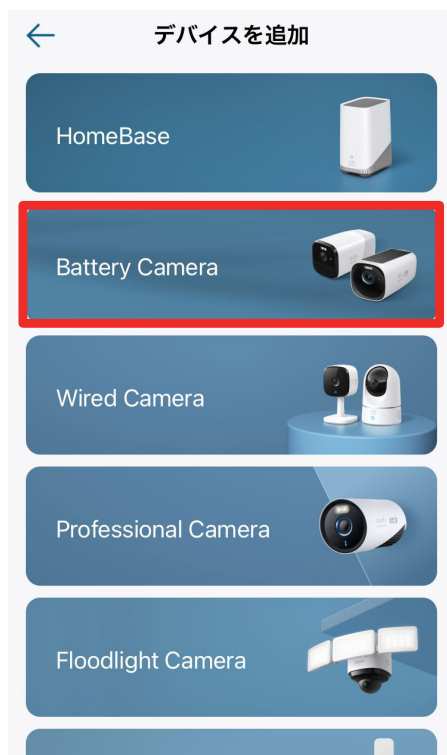 デバイスを追加
HomeBase
Battery Camera
Wired Camera
Professional Camera
Floodlight Camera